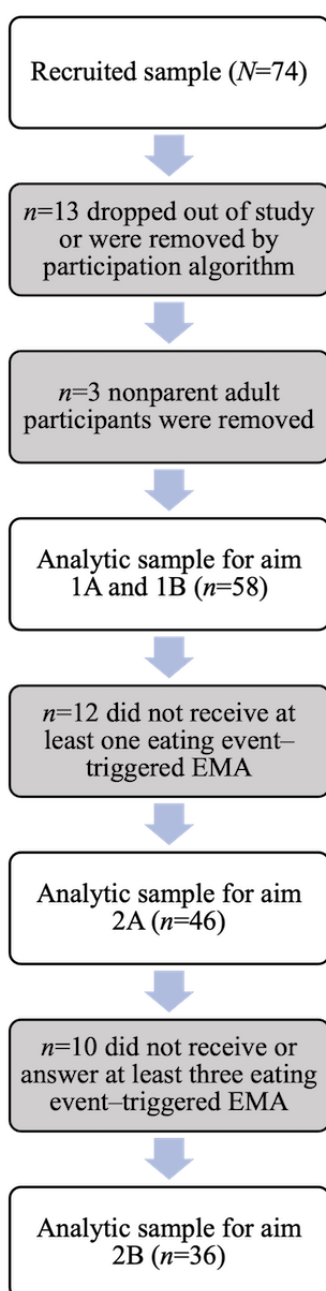 Recruited sample (N=74)
n=13 dropped out of study
or were removed by
participation algorithm
n=3 nonparent adult
participants were removed
Analytic sample for aim
1A and 1B (n=58)
n=12 did not receive at
least one eating event–
triggered EMA
Analytic sample for aim
2A (n=46)
n=10 did not receive or
answer at least three eating
event–triggered EMA
Analytic sample for aim
2B (n=36)